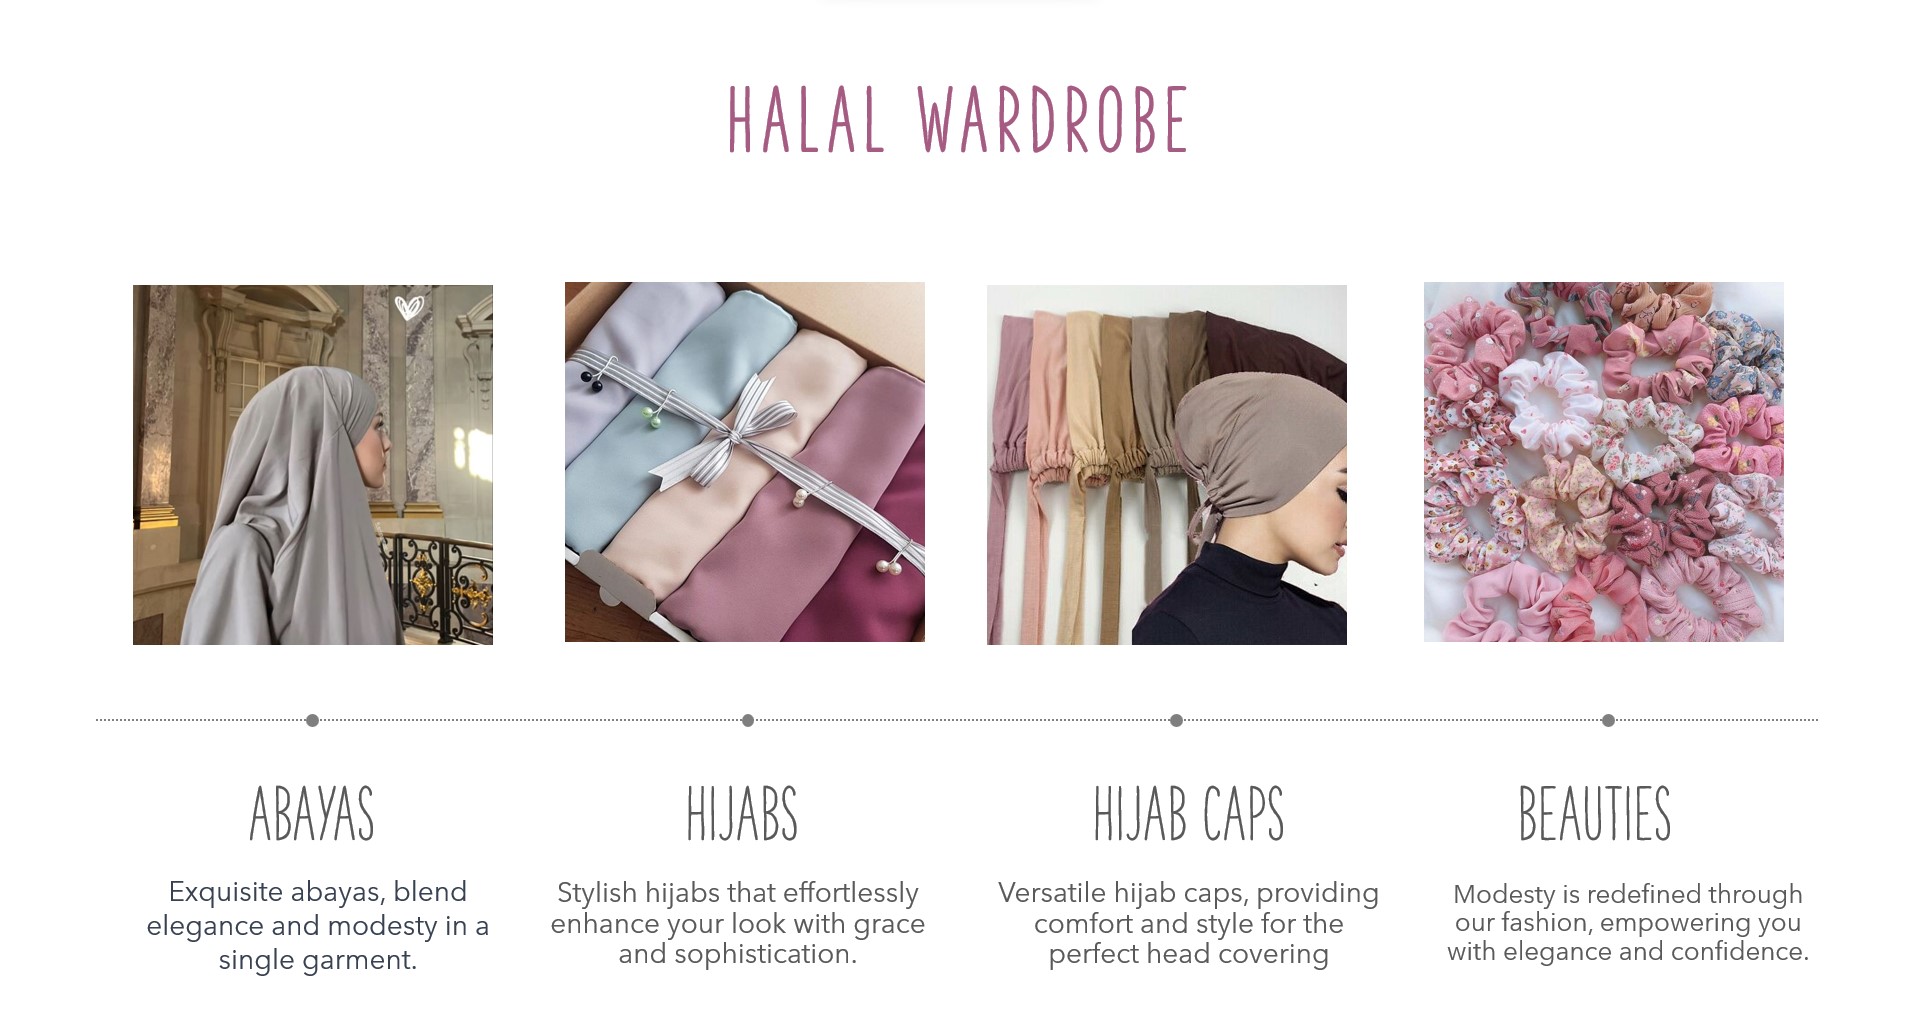 HALAL WARDROBE
ABAYAS
Exquisite abayas, blend
elegance and modesty in a
single garment.
HIJABS
Stylish hijabs that effortlessly
enhance your look with grace
and sophistication.
HIJAB CAPS
Versatile hijab caps, providing
comfort and style for the
perfect head covering
BEAUTIES
Modesty is redefined through
our fashion, empowering you
with elegance and confidence.